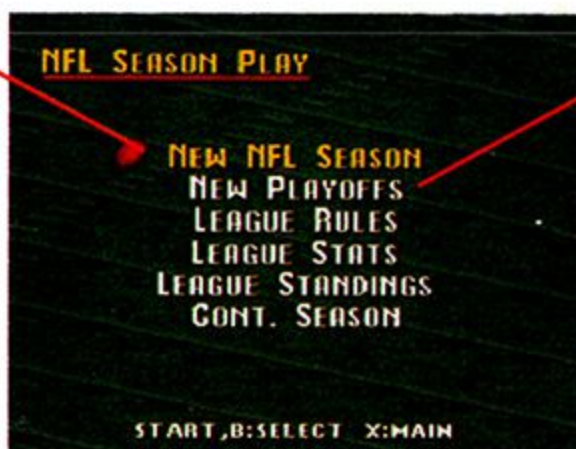 NFL SEASON PLAY
NEW NFL SEASON
NEW PLAYOFFS
LEAGUE RULES
LEAGUE STATS
LEAGUE STANDINGS
CONT. SEASON
START,B:SELECT X:MAIN